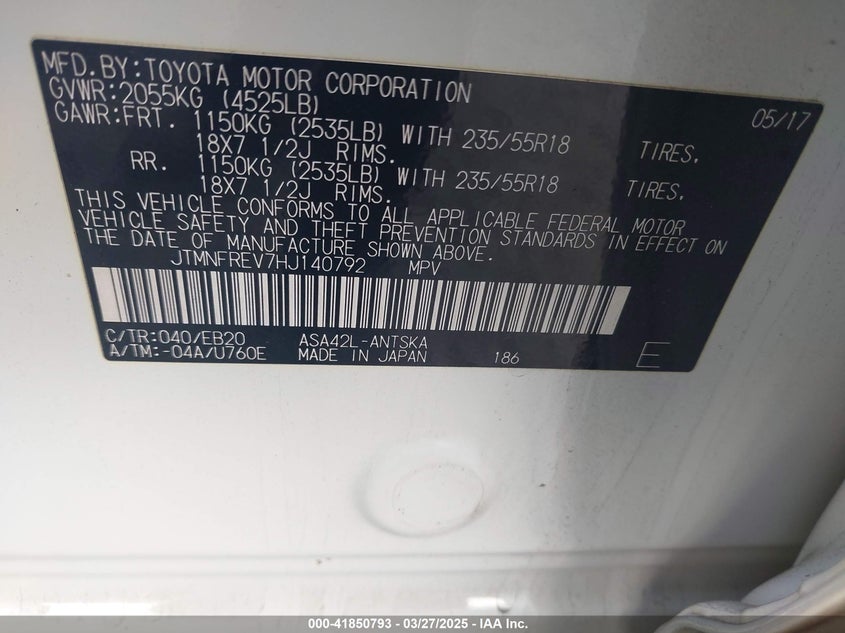 MFD.BY:TOYOTA MOTOR CORPORATION 05/17
GVWR:2055KG (4525LB)
GAWR:FRT. 1150KG (2535LB) WITH 235/55R18 TIRES.
18X7 1/2J RIMS.
RR. 1150KG (2535LB) WITH 235/55R18 TIRES.
18X7 1/2J RIMS.
THIS VEHICLE CONFORMS TO ALL APPLICABLE FEDERAL MOTOR
VEHICLE SAFETY AND THEFT PREVENTION STANDARDS IN EFFECT ON
THE DATE OF MANUFACTURE SHOWN ABOVE.
JTMNFREV7HJ140792 MPV
C/TR:040/EB20 ASA42L-ANTSKA
A/TM:-04A/U760E MADE IN JAPAN 186 E
000-41850793 - 03/27/2025 - IAA Inc.